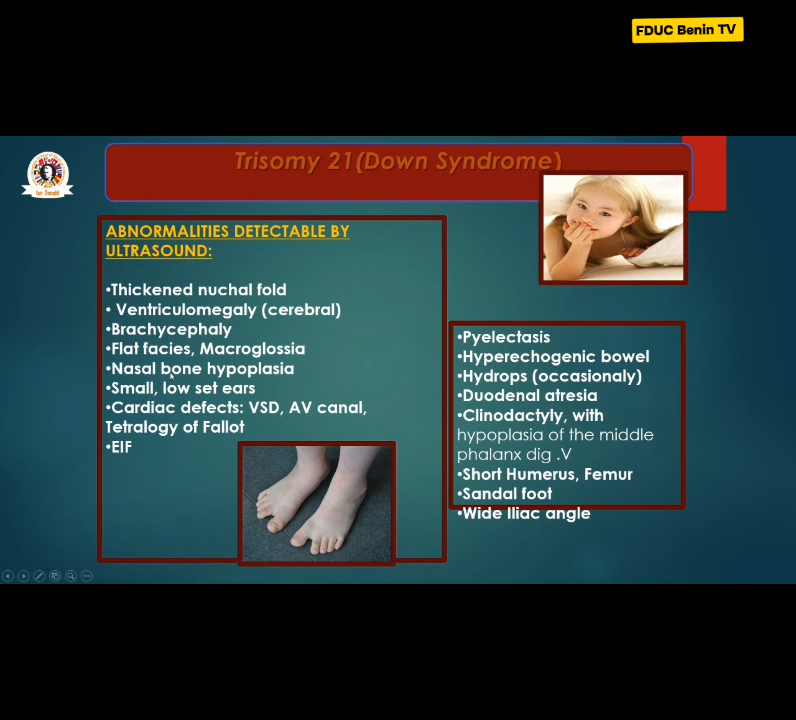 FDUC Benin TV
Trisomy 21(Down Syndrome)
Ian Donald
ABNORMALITIES DETECTABLE BY
ULTRASOUND:
•Thickened nuchal fold
• Ventriculomegaly (cerebral)
•Brachycephaly
•Flat facies, Macroglossia
•Nasal bone hypoplasia
•Small, low set ears
•Cardiac defects: VSD, AV canal,
Tetralogy of Fallot
•EIF
•Pyelectasis
•Hyperechogenic bowel
•Hydrops (occasionaly)
•Duodenal atresia
•Clinodactyly, with
hypoplasia of the middle
phalanx dig .V
•Short Humerus, Femur
•Sandal foot
•Wide Iliac angle